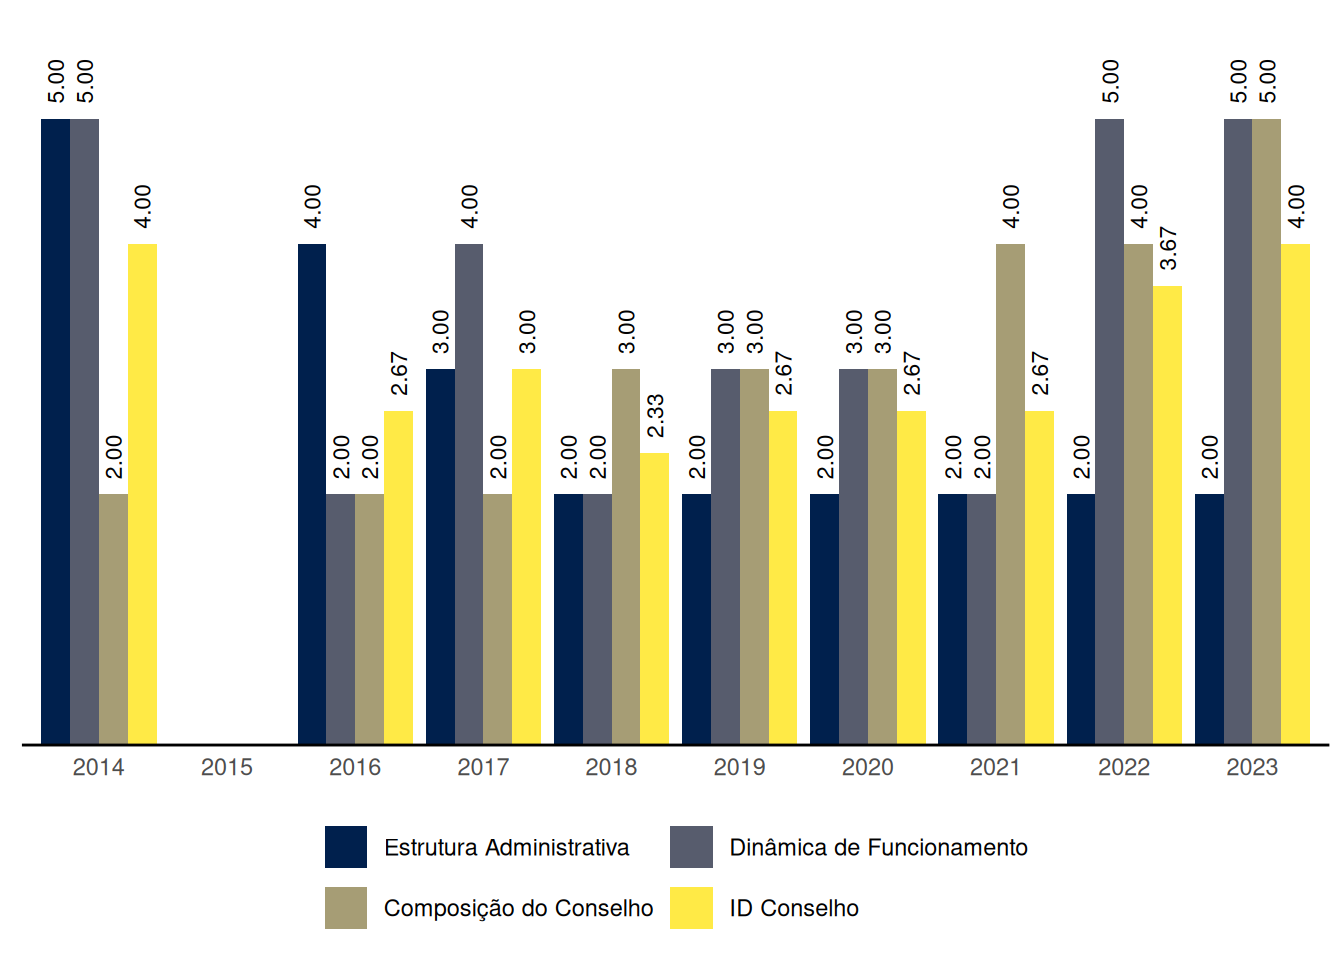 5.00 5.00 2.00 4.00
4.00 2.00 2.00 2.67
3.00 4.00 2.00 3.00
2.00 2.00 3.00 2.33
2.00 3.00 3.00 2.67
2.00 3.00 3.00 2.67
2.00 2.00 4.00 2.67
2.00 5.00 4.00 3.67
2.00 5.00 5.00 4.00
2014 2015 2016 2017 2018 2019 2020 2021 2022 2023
Estrutura Administrativa Dinâmica de Funcionamento
Composição do Conselho ID Conselho